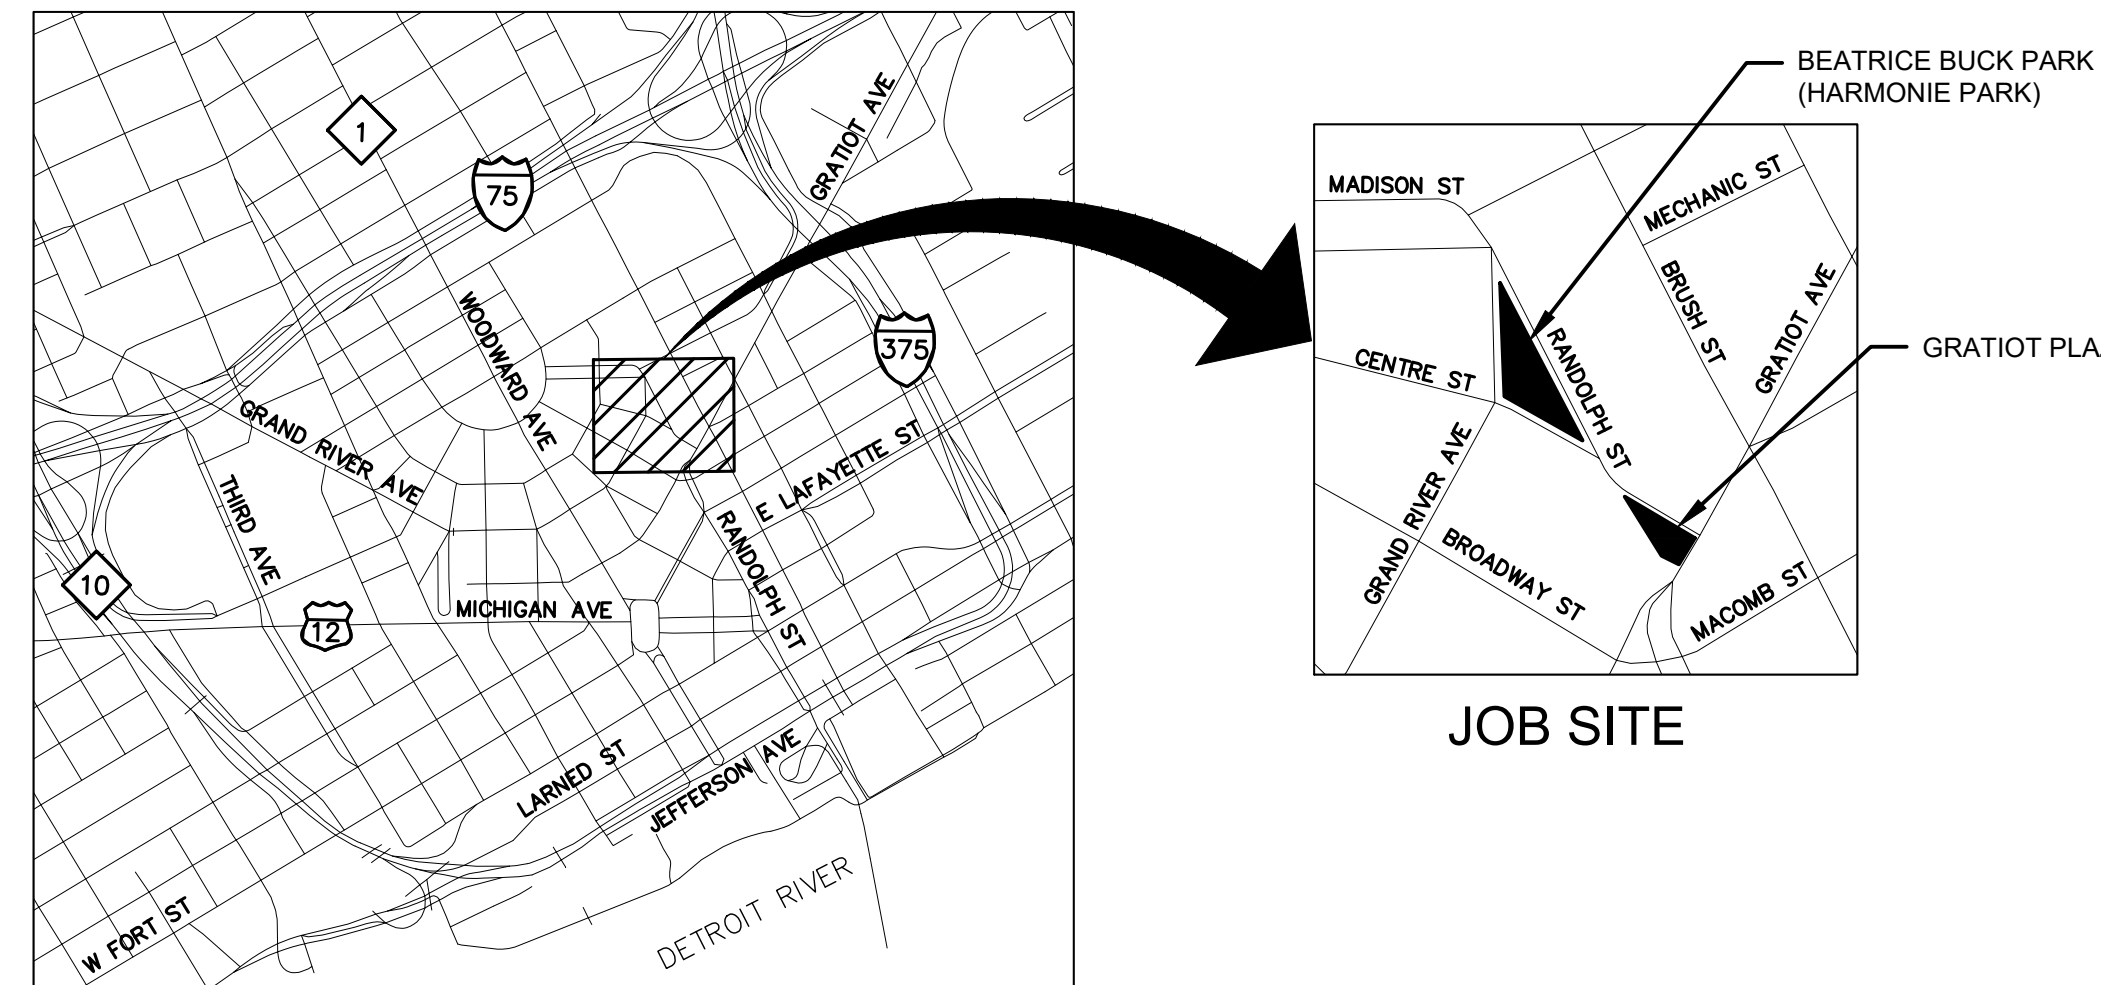 1
75
GRATIOT AVE
WOODWARD AVE
375
GRAND RIVER AVE
THIRD AVE
E LAFAYETTE ST
RANDOLPH ST
10
12
MICHIGAN AVE
LARNED ST
JEFFERSON AVE
DETROIT RIVER
W FORT ST
BEATRICE BUCK PARK
(HARMONIE PARK)
MADISON ST
MECHANIC ST
BRUSH ST
GRATIOT AVE
RANDOLPH ST
CENTRE ST
GRATIOT
GRAND RIVER AVE
BROADWAY ST
MACOMB ST
JOB SITE